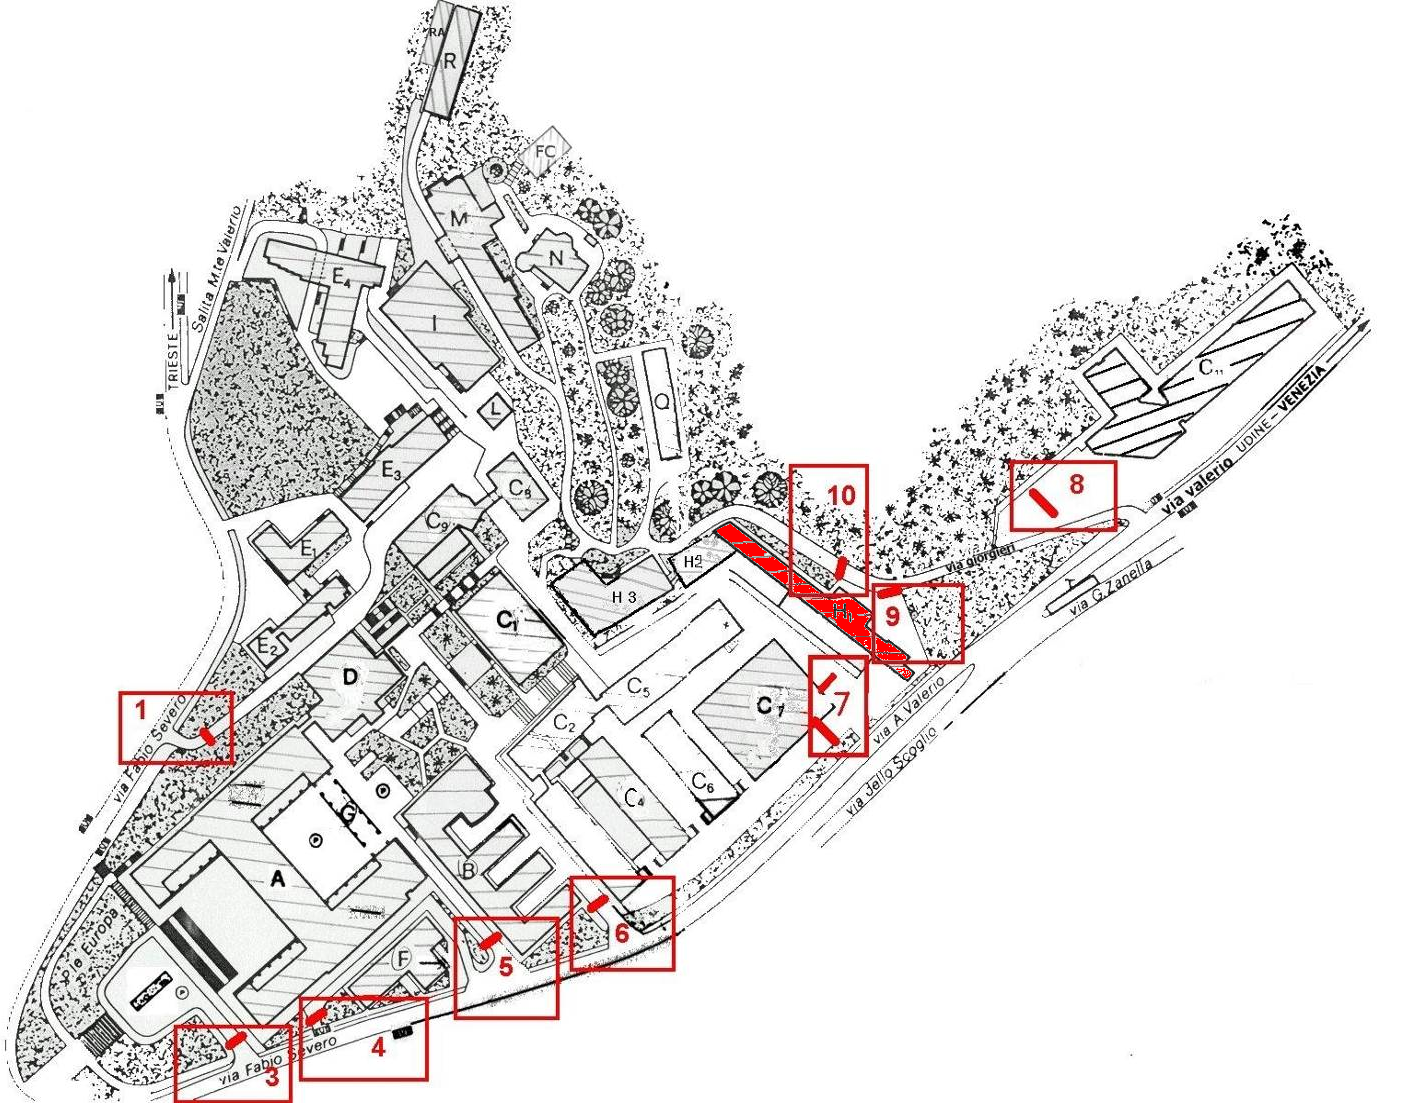 RA
R
FC
M
N
Salita M.te Valerio
E4
I
TRIESTE
L
Q
C11
UDINE - VENEZIA
via valerio
E3
C8
C9
10
8
E1
via giorgieri
H2
H3
H1
T
via G. Zanella
9
C1
E2
D
C5
C7
7
1
via Fabio Severo
C2
via A. Valerio
via Jello Scoglio
C6
C4
G
P
P
B
A
P.le Europa
F
6
5
P
4
3
via Fabio Severo